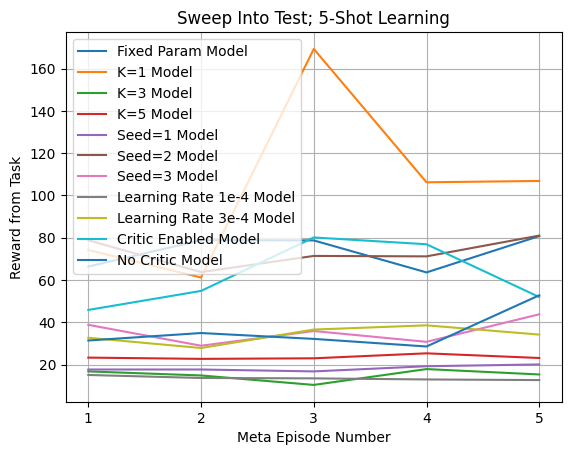 Sweep Into Test; 5-Shot Learning
Fixed Param Model
K=1 Model
K=3 Model
K=5 Model
Seed=1 Model
Seed=2 Model
Seed=3 Model
Learning Rate 1e-4 Model
Learning Rate 3e-4 Model
Critic Enabled Model
No Critic Model
Reward from Task
160
140
120
100
80
60
40
20
1 2 3 4 5
Meta Episode Number